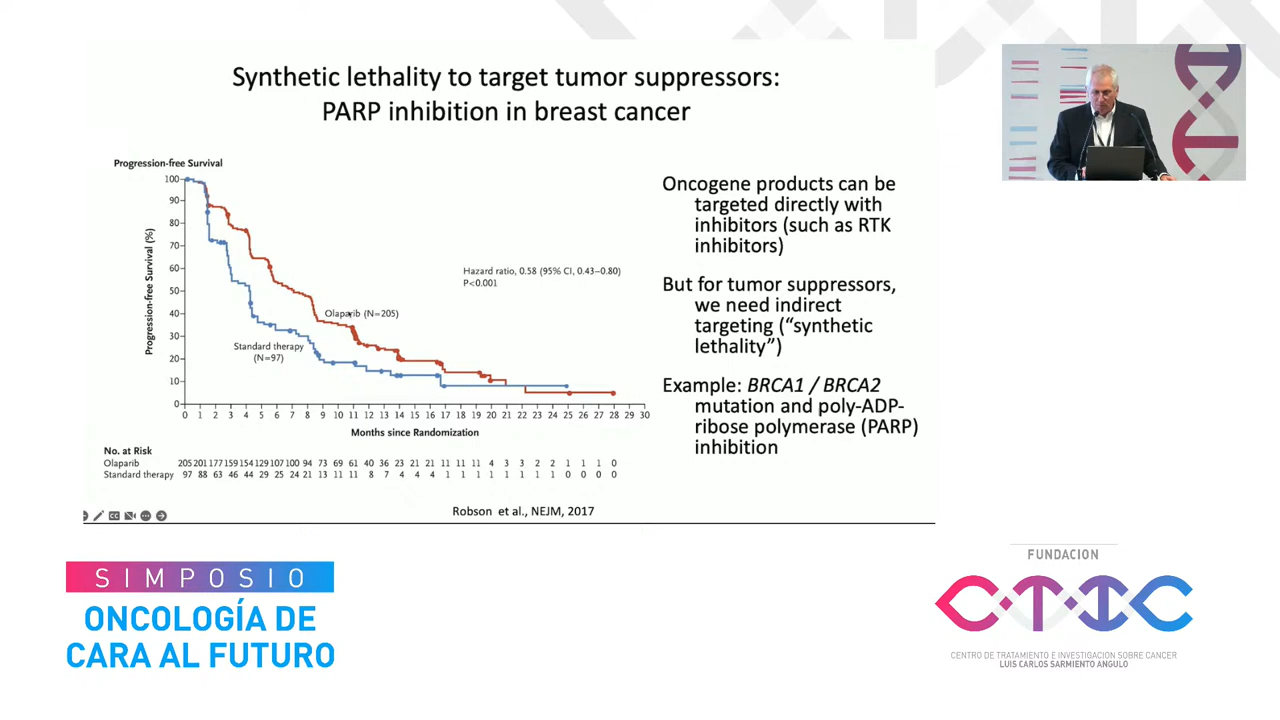 Synthetic lethality to target tumor suppressors:
PARP inhibition in breast cancer
Progression-free Survival
100
90
80
70
60
50
40
30
20
10
0
Progression-free Survival (%)
Hazard ratio, 0.58 (95% CI, 0.43–0.80)
P<0.001
Olaparib (N=205)
Standard therapy
(N=97)
0 1 2 3 4 5 6 7 8 9 10 11 12 13 14 15 16 17 18 19 20 21 22 23 24 25 26 27 28 29 30
Months since Randomization
No. at Risk
Olaparib 205 201 177 159 154 129 107 100 94 73 69 61 40 36 23 21 21 11 11 11 4 3 3 2 2 1 1 1 0
Standard therapy 97 88 63 46 44 29 25 24 21 13 11 11 8 7 4 4 4 1 1 1 1 1 1 1 1 0 0 0 0
Robson et al., NEJM, 2017
Oncogene products can be
targeted directly with
inhibitors (such as RTK
inhibitors)
But for tumor suppressors,
we need indirect
targeting (“synthetic
lethality”)
Example: BRCA1 / BRCA2
mutation and poly-ADP-
ribose polymerase (PARP)
inhibition
SIMPOSIO
ONCOLOGÍA DE
CARA AL FUTURO
FUNDACION
CTIC
CENTRO DE TRATAMIENTO E INVESTIGACION SOBRE CANCER
LUIS CARLOS SARMIENTO ANGULO